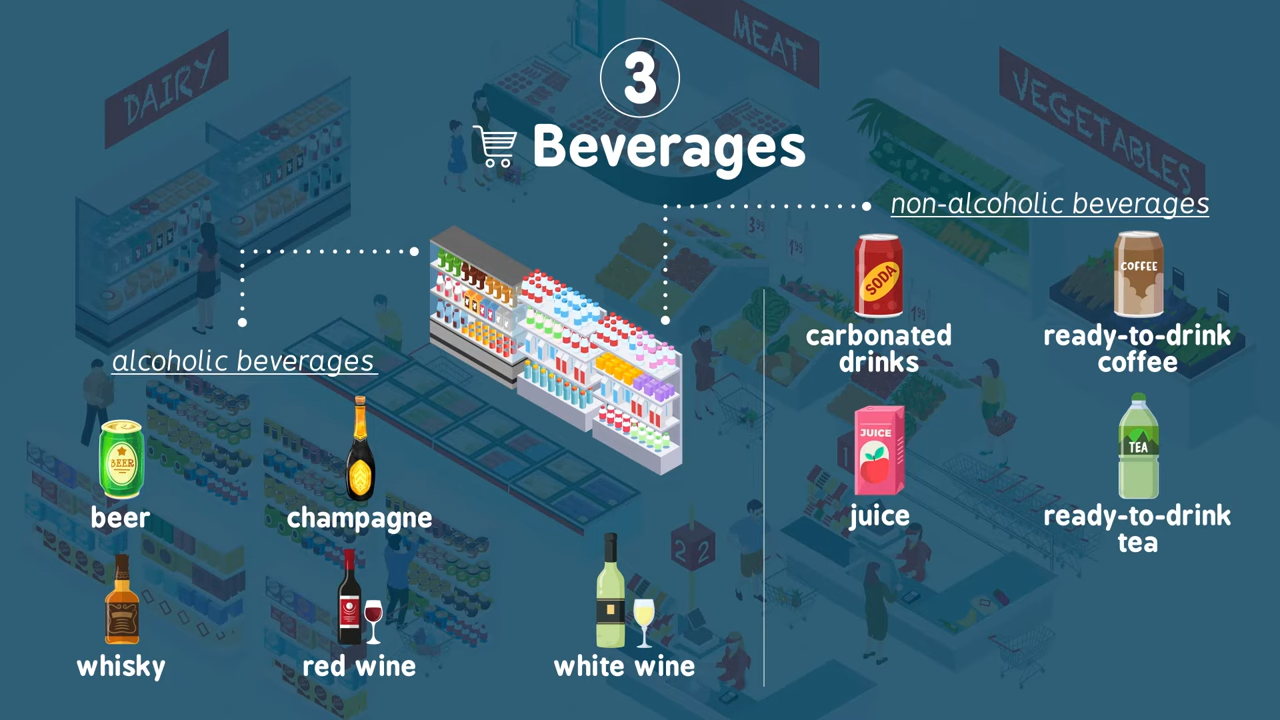 DAIRY
MEAT
VEGETABLES
3
Beverages
non-alcoholic beverages
SODA
COFFEE
carbonated
drinks
ready-to-drink
coffee
JUICE
TEA
juice
ready-to-drink
tea
alcoholic beverages
BEER
beer
champagne
whisky
red wine
white wine
22